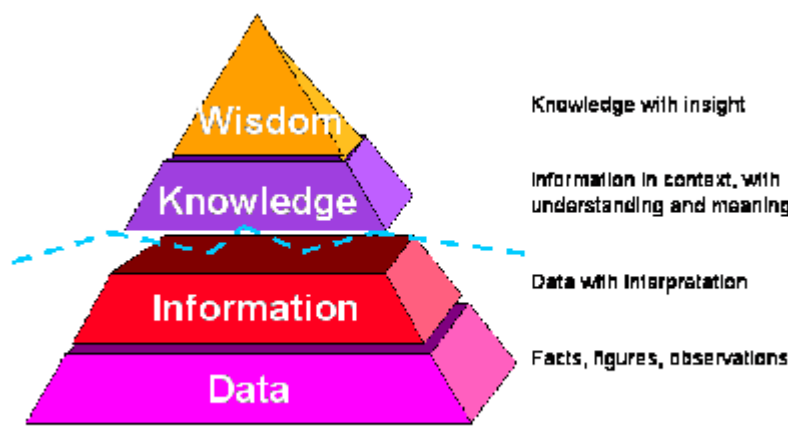 Wisdom
Knowledge with insight
Knowledge
Information in context, with
understanding and meaning
Information
Data with interpretation
Data
Facts, figures, observations